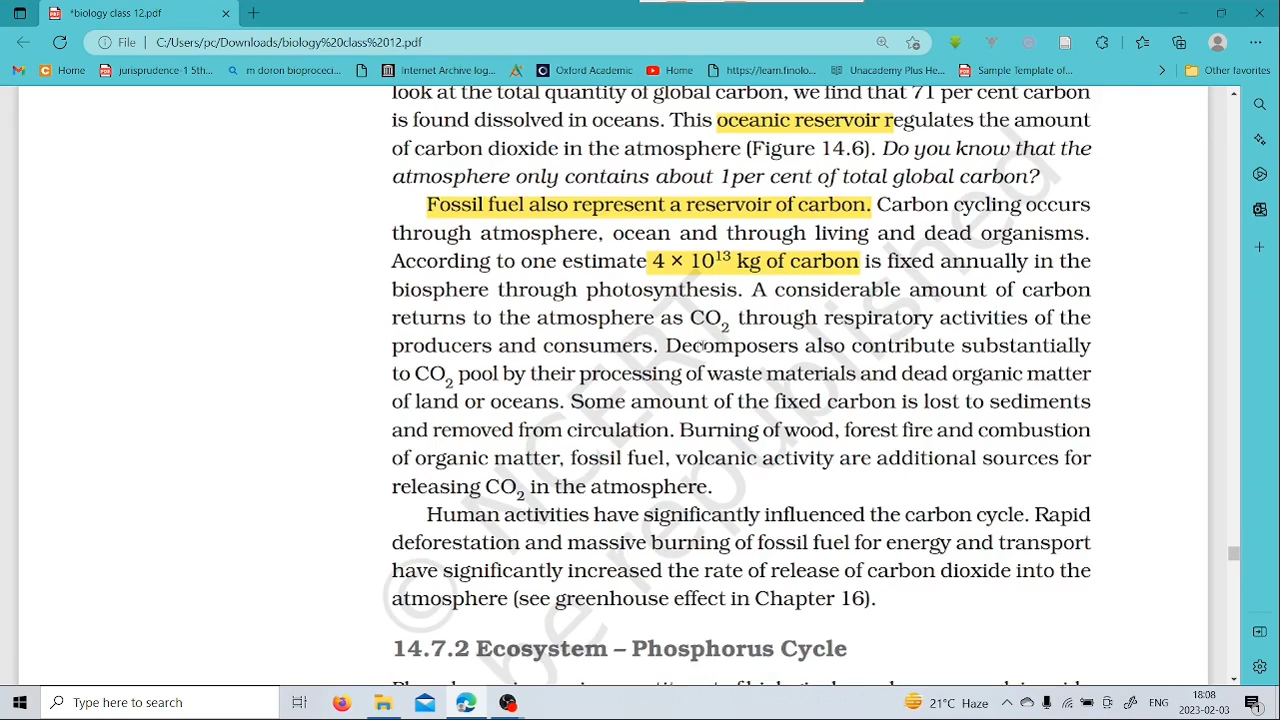 *biology class 12.pdf
File C:/Users/pc/Downloads/biology%20class%2012.pdf
Home jurisprudence-1 5th... m doron bioproceci... Internet Archive log... Oxford Academic Home https://learn.finolo... Unacademy Plus He... Sample Template of... Other favorites
look at the total quantity of global carbon, we find that 71 per cent carbon
is found dissolved in oceans. This oceanic reservoir regulates the amount
of carbon dioxide in the atmosphere (Figure 14.6). Do you know that the
atmosphere only contains about 1per cent of total global carbon?
Fossil fuel also represent a reservoir of carbon. Carbon cycling occurs
through atmosphere, ocean and through living and dead organisms.
According to one estimate 4 × 10¹³ kg of carbon is fixed annually in the
biosphere through photosynthesis. A considerable amount of carbon
returns to the atmosphere as CO₂ through respiratory activities of the
producers and consumers. Decomposers also contribute substantially
to CO₂ pool by their processing of waste materials and dead organic matter
of land or oceans. Some amount of the fixed carbon is lost to sediments
and removed from circulation. Burning of wood, forest fire and combustion
of organic matter, fossil fuel, volcanic activity are additional sources for
releasing CO₂ in the atmosphere.
Human activities have significantly influenced the carbon cycle. Rapid
deforestation and massive burning of fossil fuel for energy and transport
have significantly increased the rate of release of carbon dioxide into the
atmosphere (see greenhouse effect in Chapter 16).
14.7.2 Ecosystem – Phosphorus Cycle
© NCERT
be republished
Type here to search
21°C Haze
ENG
18:08
2023-02-03